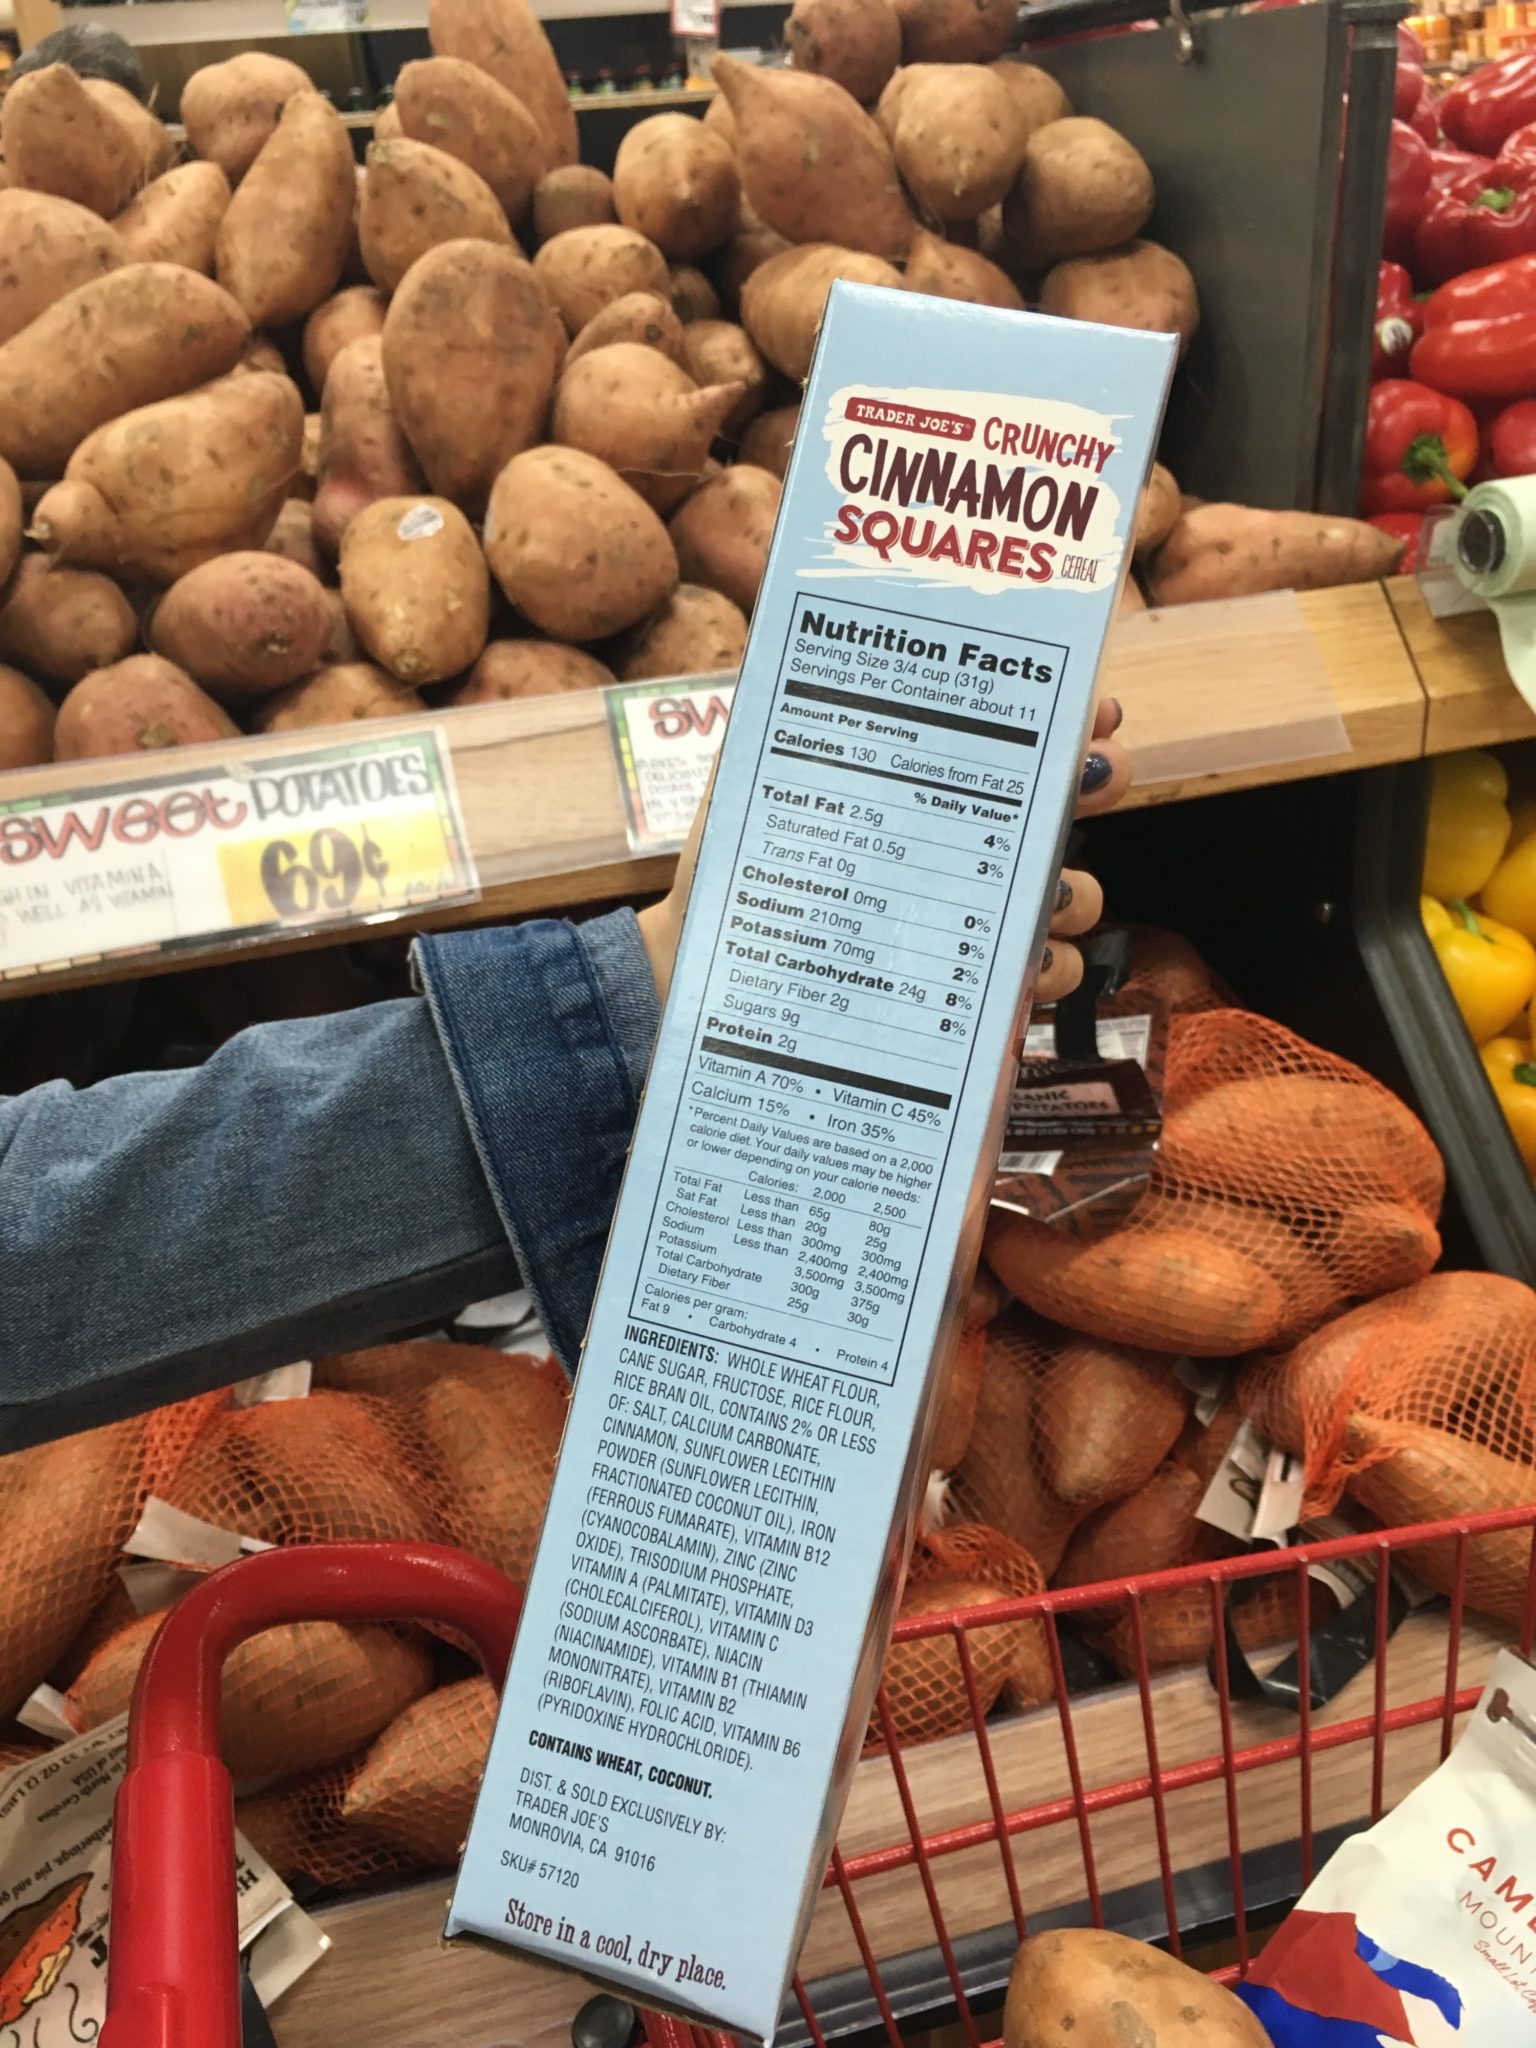 TRADER JOE'S CRUNCHY
CINNAMON
SQUARES CEREAL
Nutrition Facts
Serving Size 3/4 cup (31g)
Servings Per Container about 11
Amount Per Serving
Calories 130 Calories from Fat 25
% Daily Value*
Total Fat 2.5g 4%
Saturated Fat 0.5g 3%
Trans Fat 0g
Cholesterol 0mg 0%
Sodium 210mg 9%
Potassium 70mg 2%
Total Carbohydrate 24g 8%
Dietary Fiber 2g 8%
Sugars 9g
Protein 2g
Vitamin A 70% • Vitamin C 45%
Calcium 15% • Iron 35%
*Percent Daily Values are based on a 2,000
calorie diet. Your daily values may be higher
or lower depending on your calorie needs:
Calories: 2,000 2,500
Total Fat Less than 65g 80g
Sat Fat Less than 20g 25g
Cholesterol Less than 300mg 300mg
Sodium Less than 2,400mg 2,400mg
Potassium 3,500mg 3,500mg
Total Carbohydrate 300g 375g
Dietary Fiber 25g 30g
Calories per gram:
Fat 9 • Carbohydrate 4 • Protein 4
INGREDIENTS: WHOLE WHEAT FLOUR,
CANE SUGAR, FRUCTOSE, RICE FLOUR,
RICE BRAN OIL, CONTAINS 2% OR LESS
OF: SALT, CALCIUM CARBONATE,
CINNAMON, SUNFLOWER LECITHIN
POWDER (SUNFLOWER LECITHIN,
FRACTIONATED COCONUT OIL), IRON
(FERROUS FUMARATE), VITAMIN B12
(CYANOCOBALAMIN), ZINC (ZINC
OXIDE), TRISODIUM PHOSPHATE,
VITAMIN A (PALMITATE), VITAMIN D3
(CHOLECALCIFEROL), VITAMIN C
(SODIUM ASCORBATE), NIACIN
(NIACINAMIDE), VITAMIN B1 (THIAMIN
MONONITRATE), VITAMIN B2
(RIBOFLAVIN), FOLIC ACID, VITAMIN B6
(PYRIDOXINE HYDROCHLORIDE).
CONTAINS WHEAT, COCONUT.
DIST. & SOLD EXCLUSIVELY BY:
TRADER JOE'S
MONROVIA, CA 91016
SKU# 57120
Store in a cool, dry place.
SWEET POTATOES
69¢
IN VITAMIN A
WELL AS VITAMIN
SW
CAM
MOUN